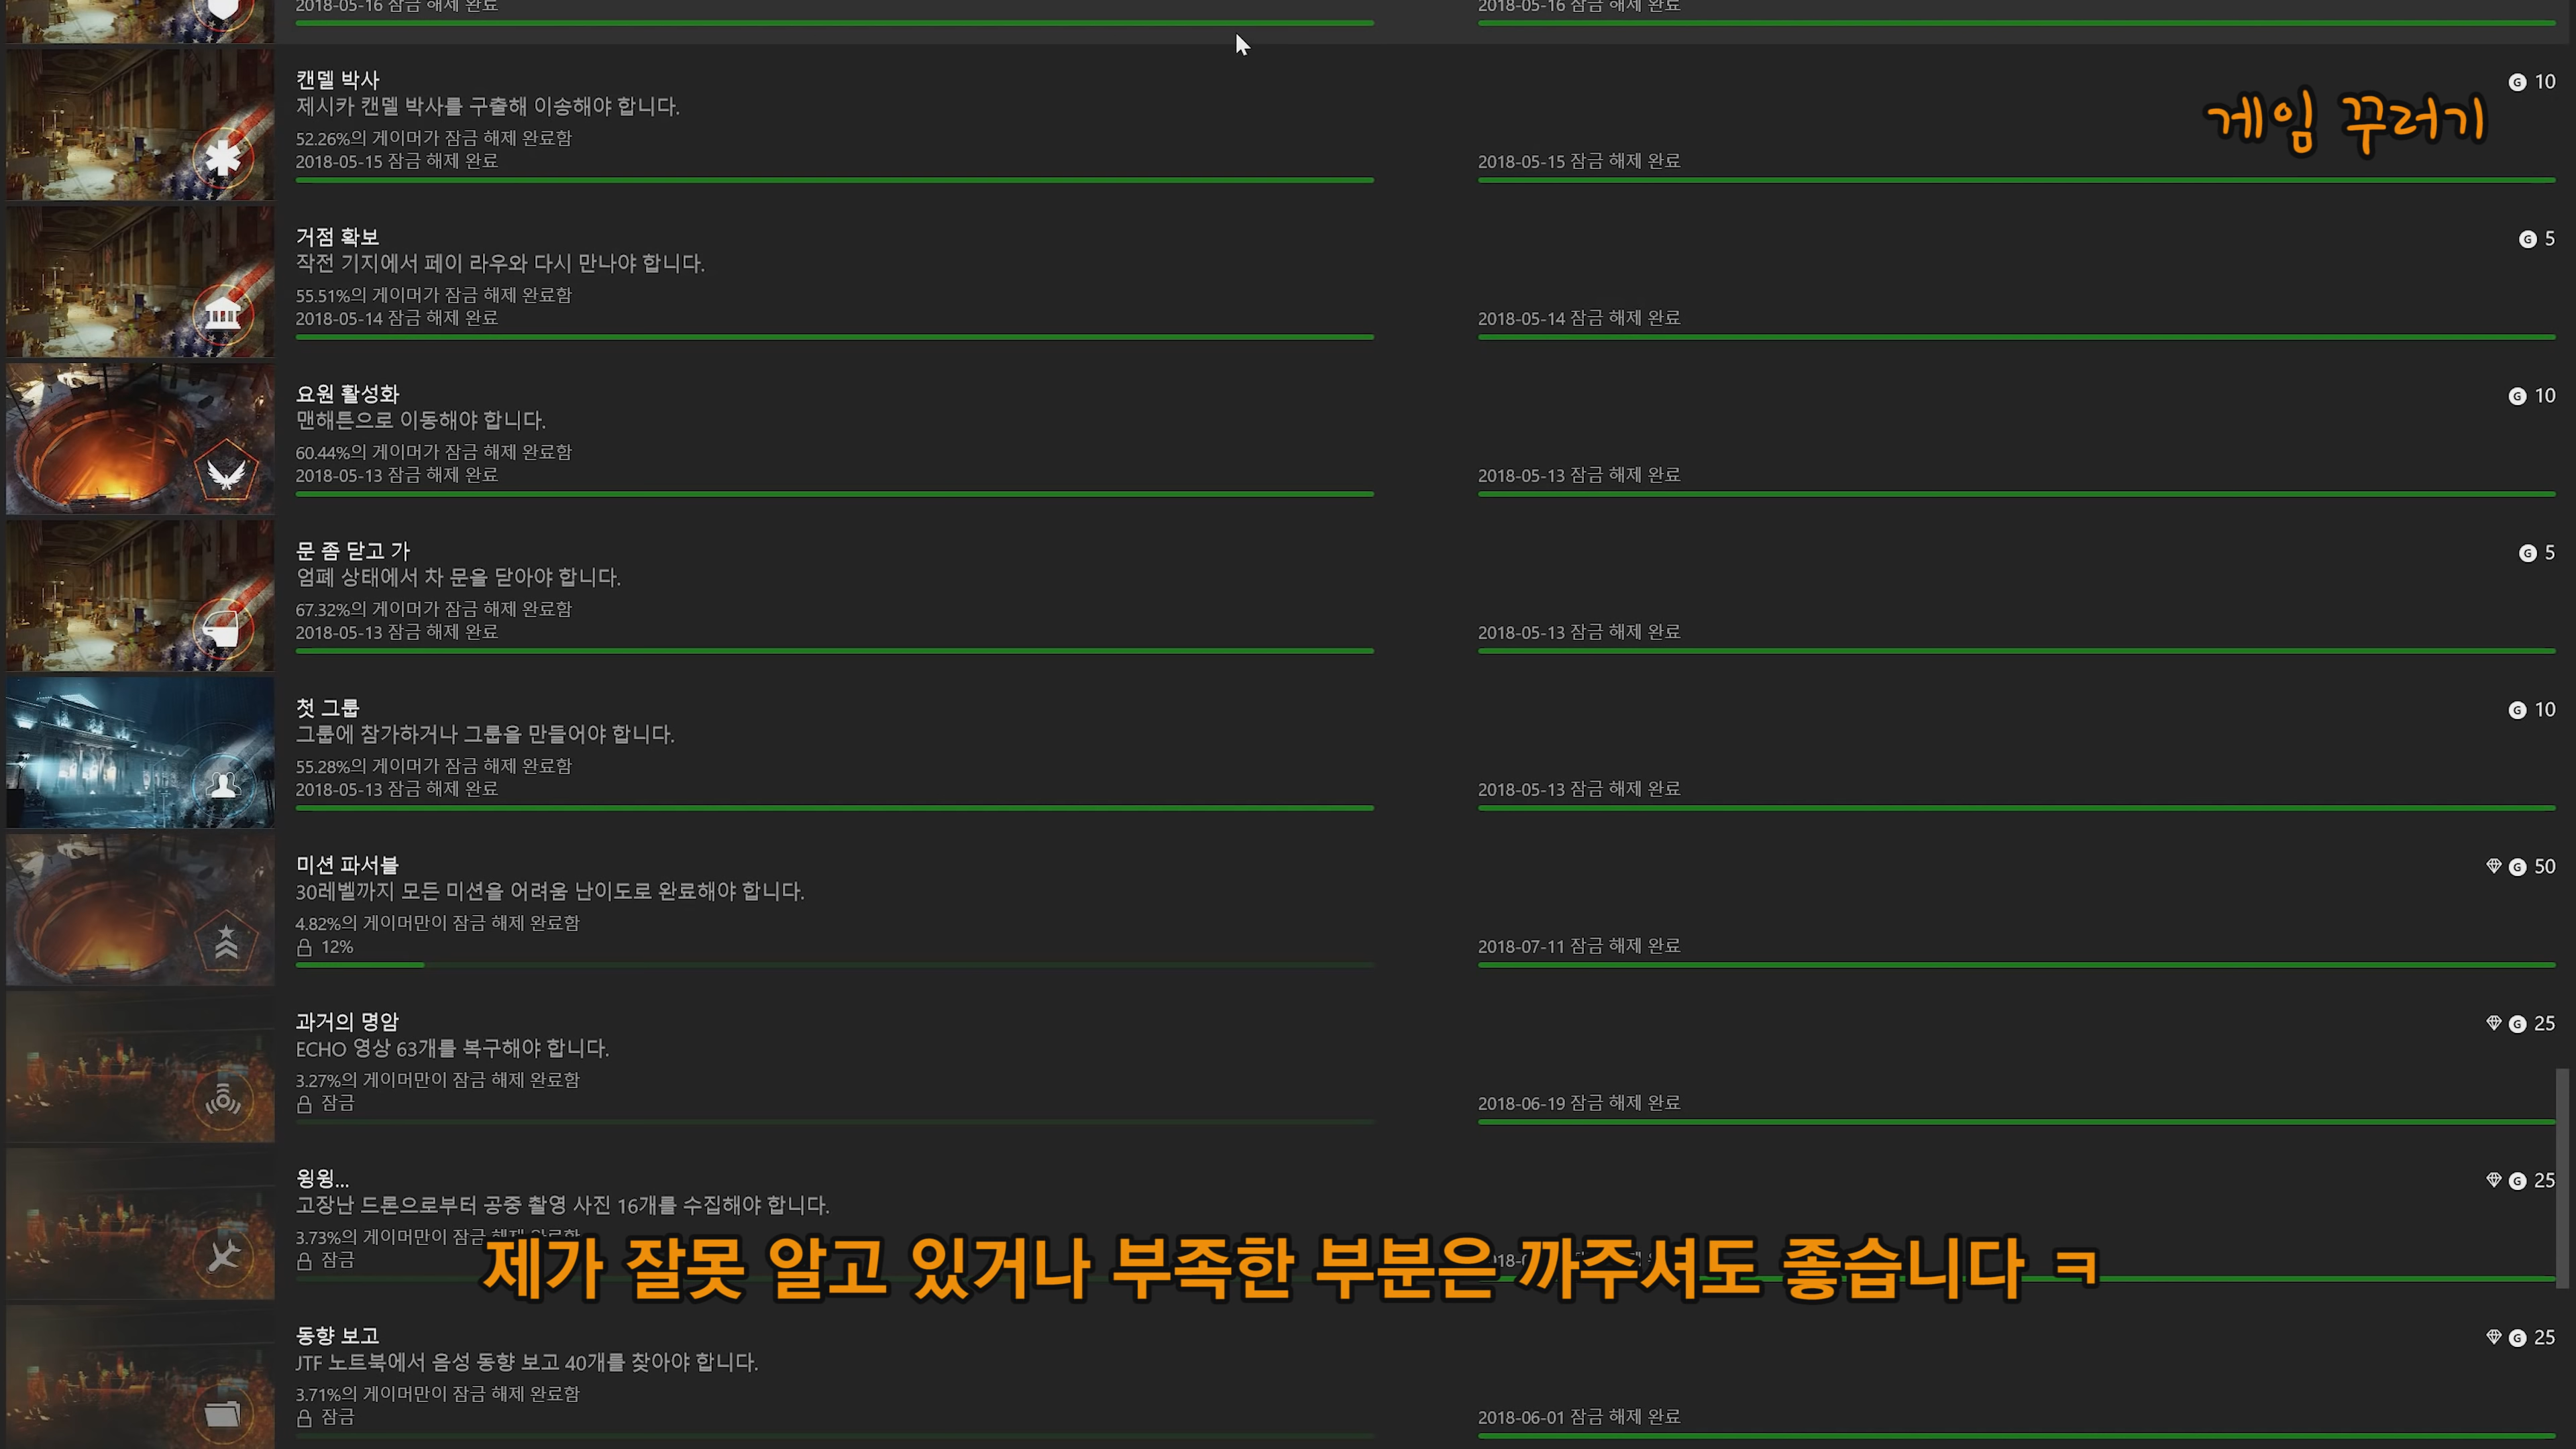 2018-05-16 잠금 해제 완료
2018-05-16 잠금 해제 완료
캔델 박사
G 10
제시카 캔델 박사를 구출해 이송해야 합니다.
게임 꾸러기
52.26%의 게이머가 잠금 해제 완료함
2018-05-15 잠금 해제 완료
2018-05-15 잠금 해제 완료
거점 확보
G 5
작전 기지에서 페이 라우와 다시 만나야 합니다.
55.51%의 게이머가 잠금 해제 완료함
2018-05-14 잠금 해제 완료
2018-05-14 잠금 해제 완료
요원 활성화
G 10
맨해튼으로 이동해야 합니다.
60.44%의 게이머가 잠금 해제 완료함
2018-05-13 잠금 해제 완료
2018-05-13 잠금 해제 완료
문 좀 닫고 가
G 5
엄폐 상태에서 차 문을 닫아야 합니다.
67.32%의 게이머가 잠금 해제 완료함
2018-05-13 잠금 해제 완료
2018-05-13 잠금 해제 완료
첫 그룹
G 10
그룹에 참가하거나 그룹을 만들어야 합니다.
55.28%의 게이머가 잠금 해제 완료함
2018-05-13 잠금 해제 완료
2018-05-13 잠금 해제 완료
미션 파서블
G 50
30레벨까지 모든 미션을 어려움 난이도로 완료해야 합니다.
4.82%의 게이머만이 잠금 해제 완료함
12%
2018-07-11 잠금 해제 완료
과거의 명암
G 25
ECHO 영상 63개를 복구해야 합니다.
3.27%의 게이머만이 잠금 해제 완료함
잠금
2018-06-19 잠금 해제 완료
윙윙...
G 25
고장난 드론으로부터 공중 촬영 사진 16개를 수집해야 합니다.
3.73%의 게이머만이 잠금 해제 완료함
잠금
제가 잘못 알고 있거나 부족한 부분은 까주셔도 좋습니다 ㅋ
동향 보고
G 25
JTF 노트북에서 음성 동향 보고 40개를 찾아야 합니다.
3.71%의 게이머만이 잠금 해제 완료함
잠금
2018-06-01 잠금 해제 완료